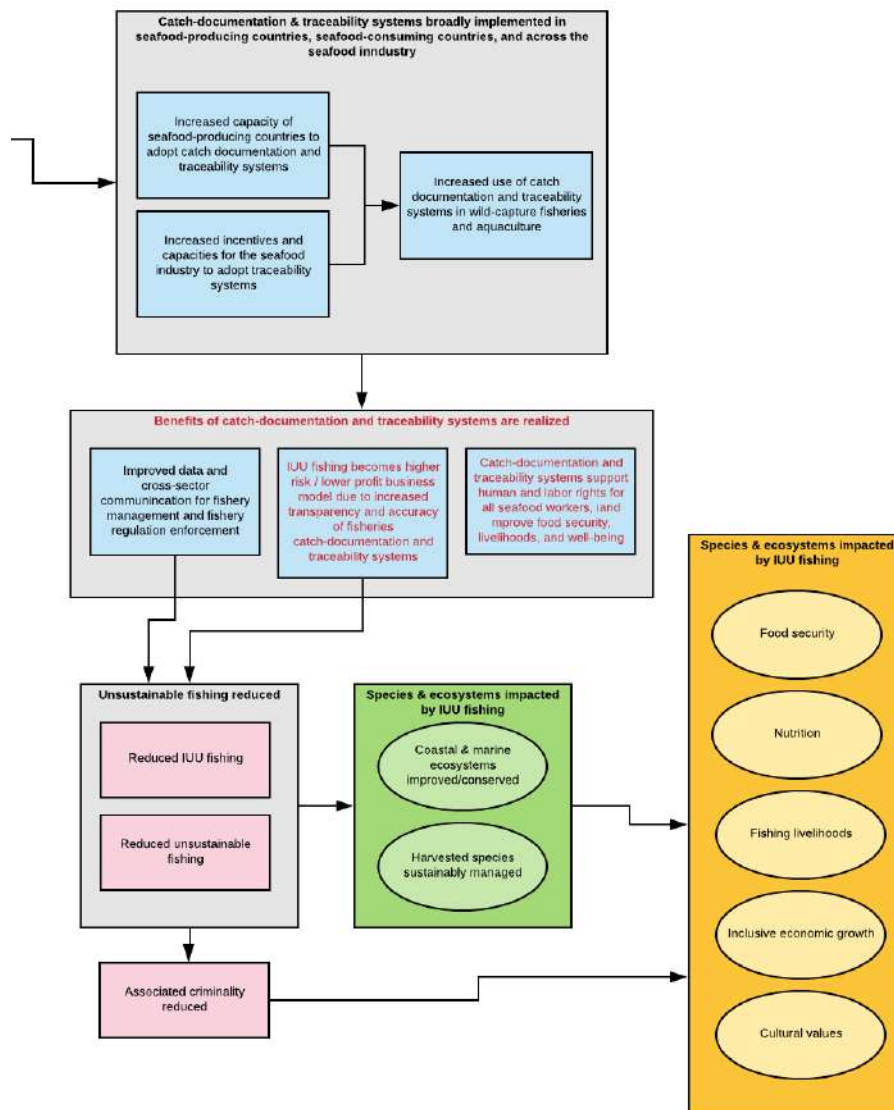 Catch-documentation & traceability systems broadly implemented in
seafood-producing countries, seafood-consuming countries, and across the
seafood inndustry
Increased capacity of
seafood-producing countries to
adopt catch documentation and
traceability systems
Increased incentives and
capacities for the seafood
industry to adopt traceability
systems
Increased use of catch
documentation and traceability
systems in wild-capture fisheries
and aquaculture
Benefits of catch-documentation and traceability systems are realized
Improved data and
cross-sector
communincation for fishery
management and fishery
regulation enforcement
IUU fishing becomes higher
risk / lower profit business
model due to increased
transparency and accuracy
of fisheries
catch-documentation and
traceability systems
Catch-documentation and
traceability systems support
human and labor rights for
all seafood workers, iand
mprove food security,
livelihoods, and well-being
Unsustainable fishing reduced
Reduced IUU fishing
Reduced unsustainable
fishing
Associated criminality
reduced
Species & ecosystems impacted
by IUU fishing
Coastal & marine
ecosystems
improved/conserved
Harvested species
sustainably managed
Species & ecosystems impacted
by IUU fishing
Food security
Nutrition
Fishing livelihoods
Inclusive economic growth
Cultural values